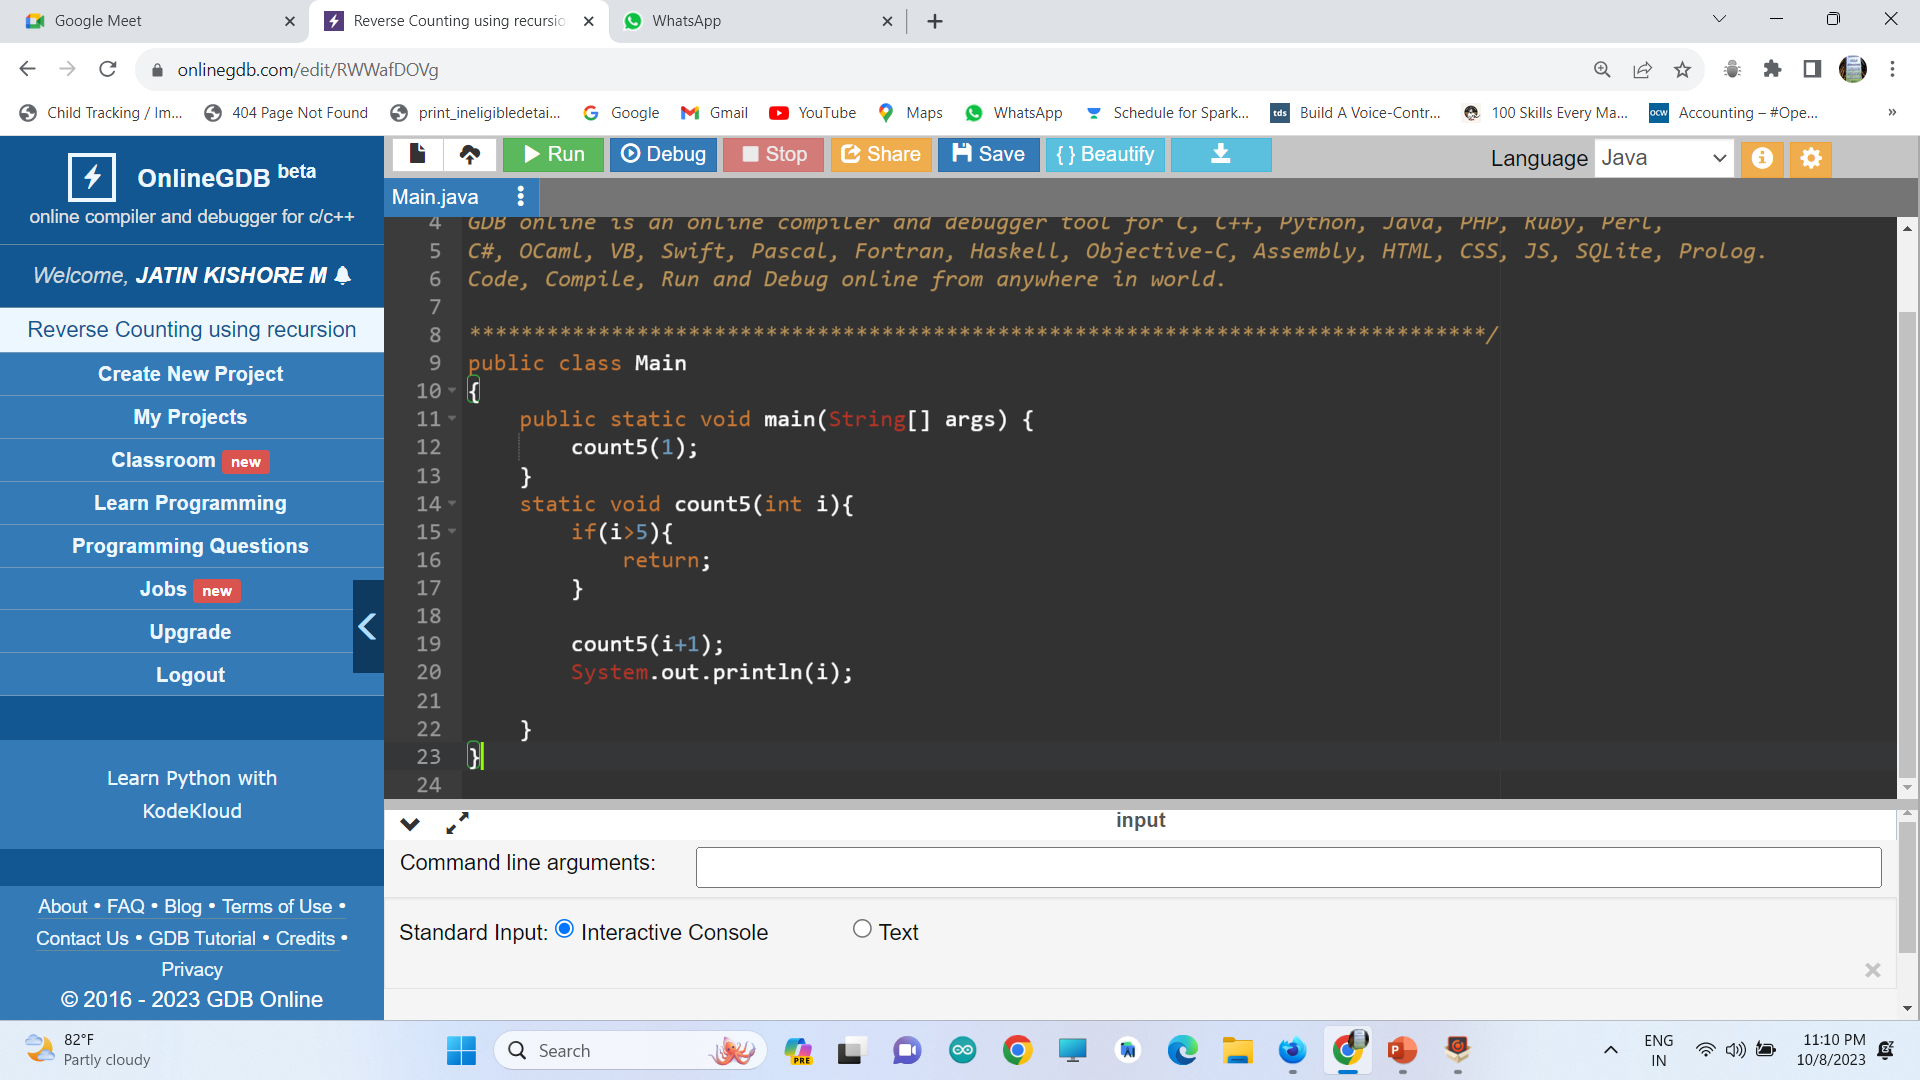 Google Meet
Reverse Counting using recursio
WhatsApp
onlinegdb.com/edit/RWWafDOVg
Child Tracking / Im...
404 Page Not Found
print_ineligibledetai...
Google
Gmail
YouTube
Maps
WhatsApp
Schedule for Spark...
tds Build A Voice-Contr...
100 Skills Every Ma...
ocw Accounting – #Ope...
»
OnlineGDB beta
online compiler and debugger for c/c++
Welcome, JATIN KISHORE M
Reverse Counting using recursion
Create New Project
My Projects
Classroom new
Learn Programming
Programming Questions
Jobs new
Upgrade
Logout
Learn Python with
KodeKloud
About • FAQ • Blog • Terms of Use •
Contact Us • GDB Tutorial • Credits •
Privacy
© 2016 - 2023 GDB Online
Run
Debug
Stop
Share
Save
{ } Beautify
Language Java
Main.java
4 GDB online is an online compiler and debugger tool for C, C++, Python, Java, PHP, Ruby, Perl,
5 C#, OCaml, VB, Swift, Pascal, Fortran, Haskell, Objective-C, Assembly, HTML, CSS, JS, SQLite, Prolog.
6 Code, Compile, Run and Debug online from anywhere in world.
7
8 *******************************************************************************/
9 public class Main
10 {
11 public static void main(String[] args) {
12 count5(1);
13 }
14 static void count5(int i){
15 if(i>5){
16 return;
17 }
18
19 count5(i+1);
20 System.out.println(i);
21
22 }
23 }
24
input
Command line arguments:
Standard Input: Interactive Console Text
82°F
Partly cloudy
Search
PRE
ENG
IN
11:10 PM
10/8/2023